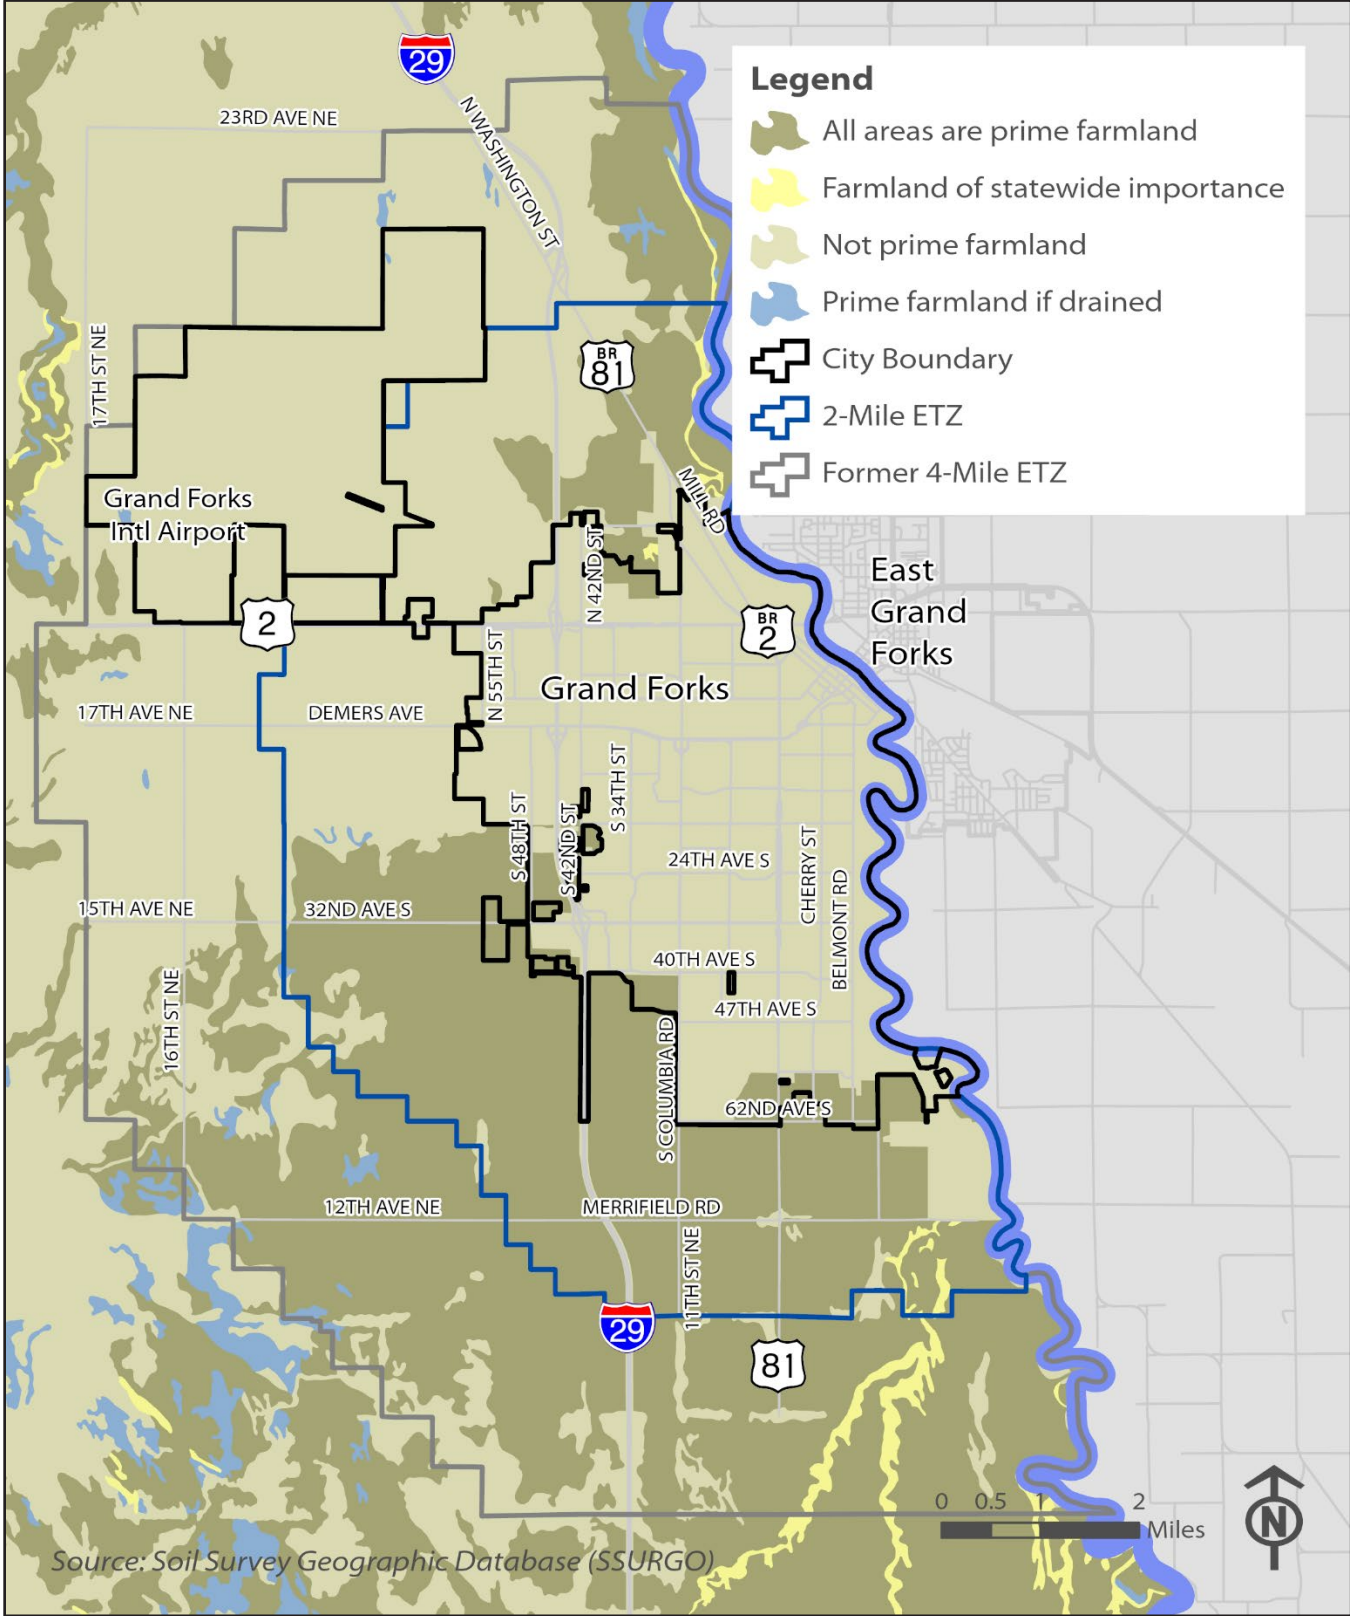 29
23RD AVE NE
N WASHINGTON ST
Legend
All areas are prime farmland
Farmland of statewide importance
Not prime farmland
Prime farmland if drained
City Boundary
2-Mile ETZ
Former 4-Mile ETZ
17TH ST NE
BR
81
Grand Forks
Intl Airport
MILL RD
N 42ND ST
East
Grand
Forks
2
BR
2
N 55TH ST
Grand Forks
17TH AVE NE
DEMERS AVE
S 34TH ST
S 48TH ST
S 42ND ST
24TH AVE S
CHERRY ST
BELMONT RD
15TH AVE NE
32ND AVE S
40TH AVE S
47TH AVE S
16TH ST NE
S COLUMBIA RD
62ND AVE S
12TH AVE NE
MERRIFIELD RD
11TH ST NE
29
81
0 0.5 1 2
Miles
N
Source: Soil Survey Geographic Database (SSURGO)